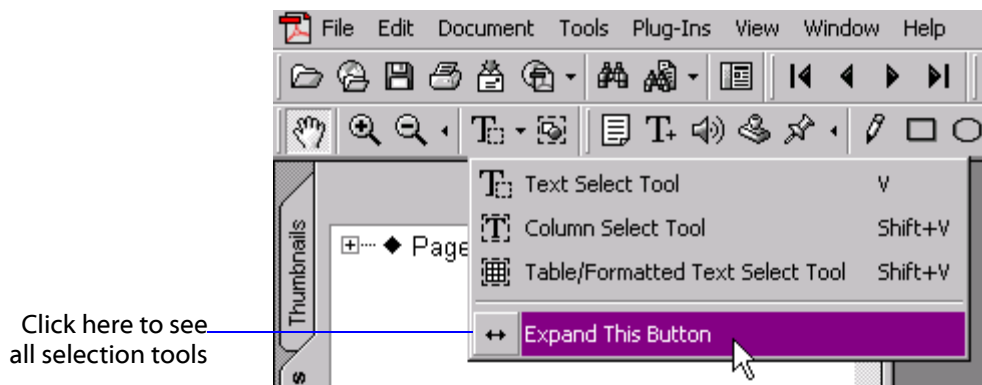 File Edit Document Tools Plug-Ins View Window Help
Text Select Tool V
Column Select Tool Shift+V
Table/Formatted Text Select Tool Shift+V
Expand This Button
Thumbnails
Page
Click here to see
all selection tools